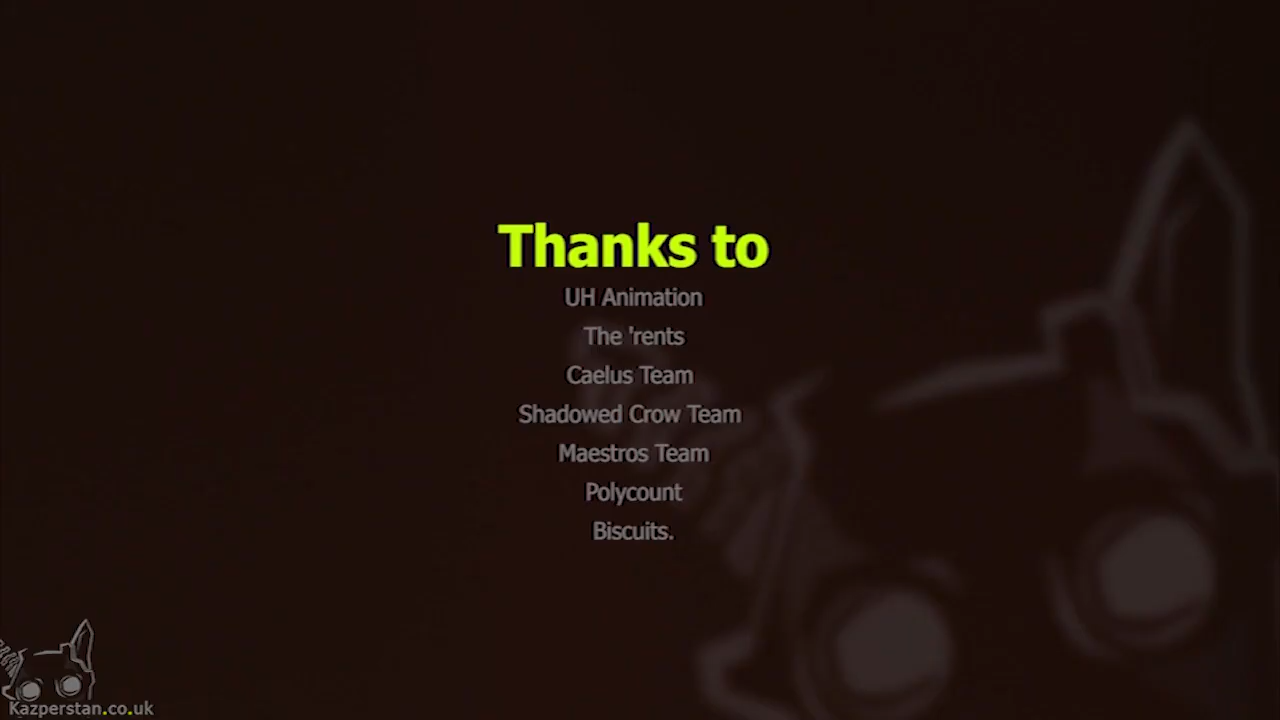 Thanks to
UH Animation
The 'rents
Caelus Team
Shadowed Crow Team
Maestros Team
Polycount
Biscuits.
Kazperstan.co.uk